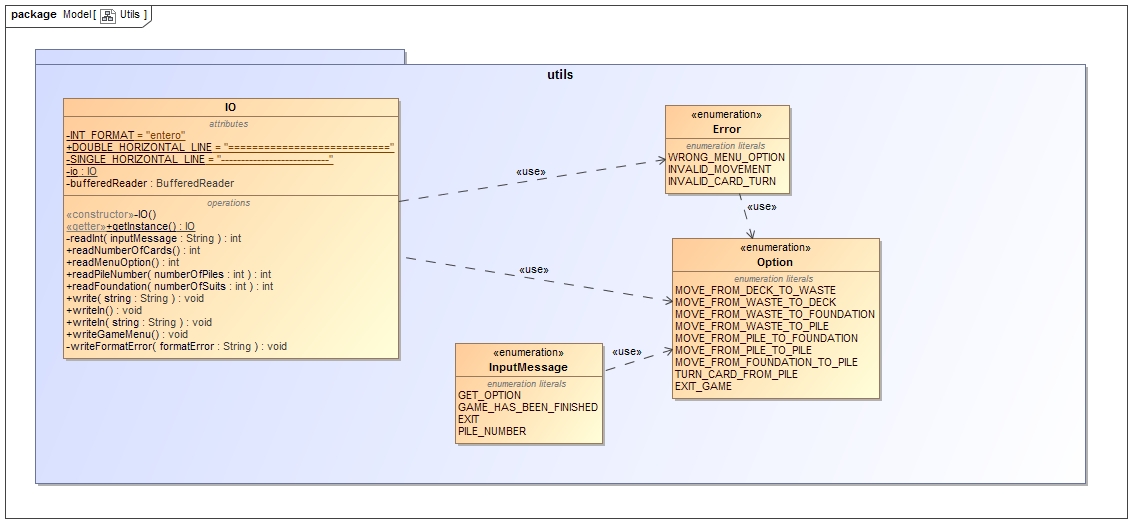 package Model[ Utils ]
utils
IO
attributes
-INT_FORMAT = "entero"
+DOUBLE_HORIZONTAL_LINE = "==========================="
-SINGLE_HORIZONTAL_LINE = "---------------------------"
-io : IO
-bufferedReader : BufferedReader
operations
«constructor»-IO()
«getter»+getInstance() : IO
-readInt( inputMessage : String ) : int
+readNumberOfCards() : int
+readMenuOption() : int
+readPileNumber( numberOfPiles : int ) : int
+readFoundation( numberOfSuits : int ) : int
+write( string : String ) : void
+writeln() : void
+writeln( string : String ) : void
+writeGameMenu() : void
-writeFormatError( formatError : String ) : void
«use»
«enumeration»
Error
enumeration literals
WRONG_MENU_OPTION
INVALID_MOVEMENT
INVALID_CARD_TURN
«use»
«use»
«enumeration»
Option
enumeration literals
MOVE_FROM_DECK_TO_WASTE
MOVE_FROM_WASTE_TO_DECK
MOVE_FROM_WASTE_TO_FOUNDATION
MOVE_FROM_WASTE_TO_PILE
MOVE_FROM_PILE_TO_FOUNDATION
MOVE_FROM_PILE_TO_PILE
MOVE_FROM_FOUNDATION_TO_PILE
TURN_CARD_FROM_PILE
EXIT_GAME
«enumeration»
InputMessage
enumeration literals
GET_OPTION
GAME_HAS_BEEN_FINISHED
EXIT
PILE_NUMBER
«use»